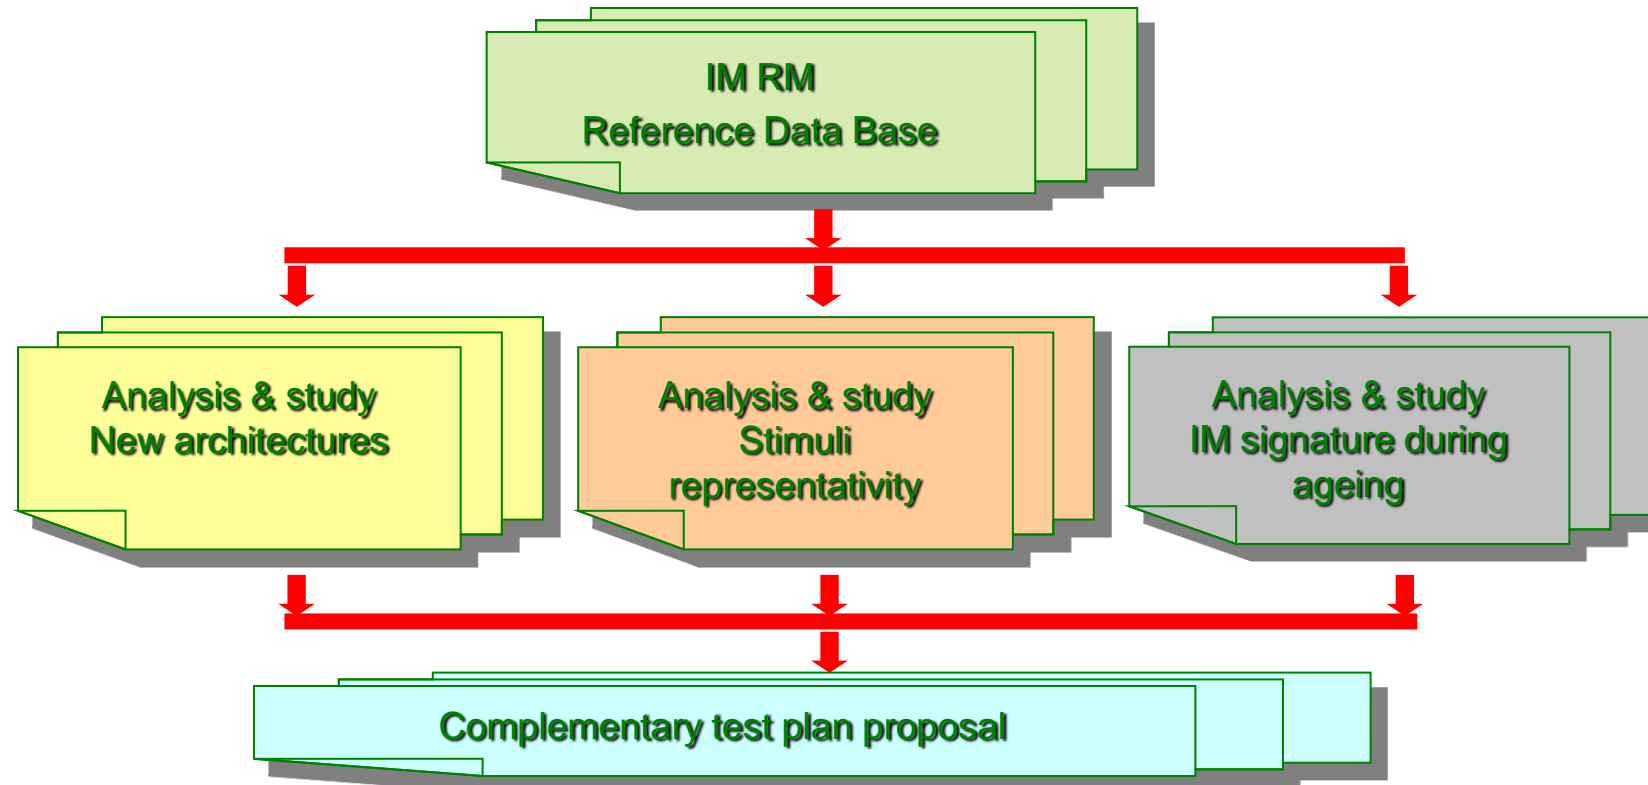 IM RM
Reference Data Base
Analysis & study
New architectures
Analysis & study
Stimuli
representativity
Analysis & study
IM signature during
ageing
Complementary test plan proposal